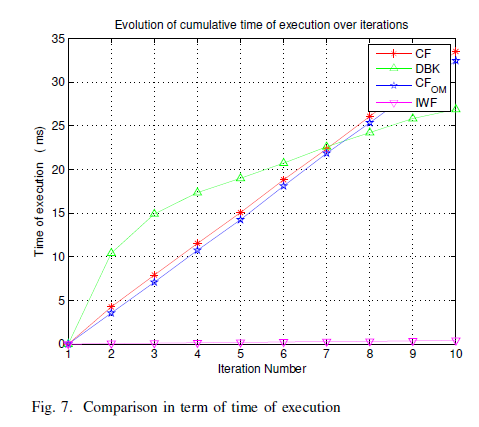 Evolution of cumulative time of execution over iterations
35
30
25
20
15
10
5
0
Time of execution ( ms)
CF
DBK
CF_OM
IWF
1 2 3 4 5 6 7 8 9 10
Iteration Number
Fig. 7. Comparison in term of time of execution